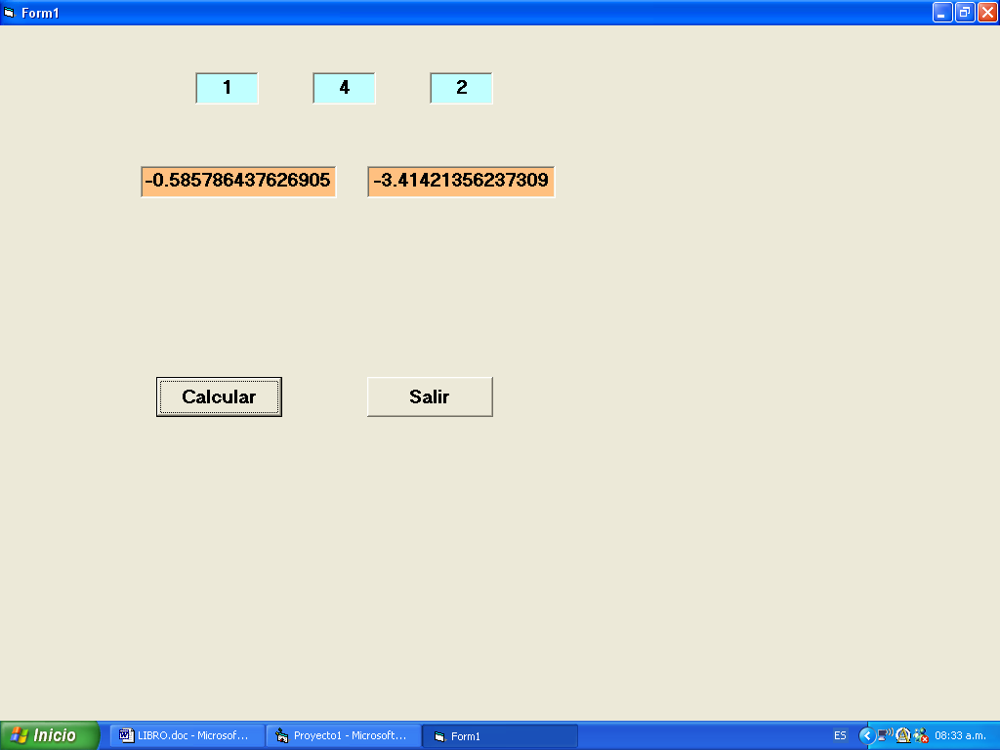 Form1
1 4 2
-0.585786437626905 -3.41421356237309
Calcular Salir
Inicio LIBRO.doc - Microsof... Proyecto1 - Microsoft... Form1 ES 08:33 a.m.